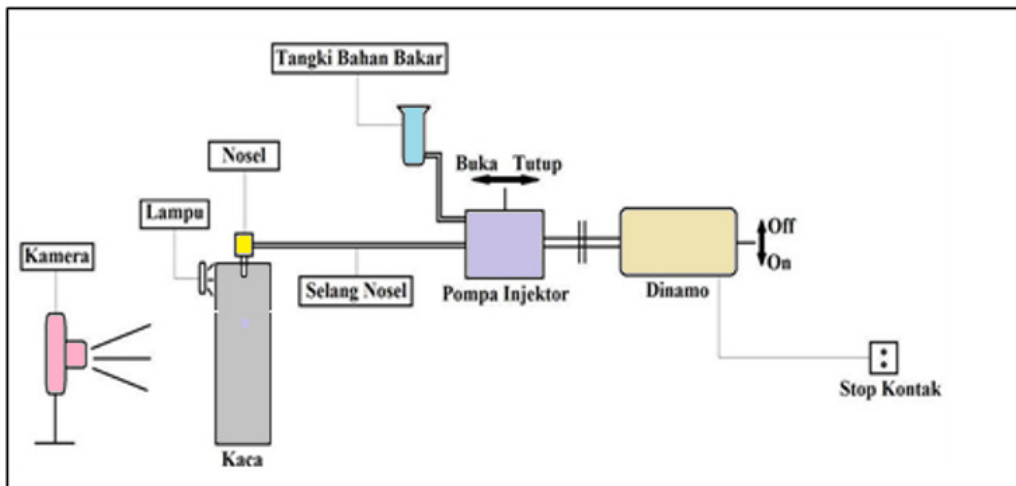 Tangki Bahan Bakar
Nosel
Buka Tutup
Lampu
Off
Kamera
On
Selang Nosel
Pompa Injektor
Dinamo
Stop Kontak
Kaca